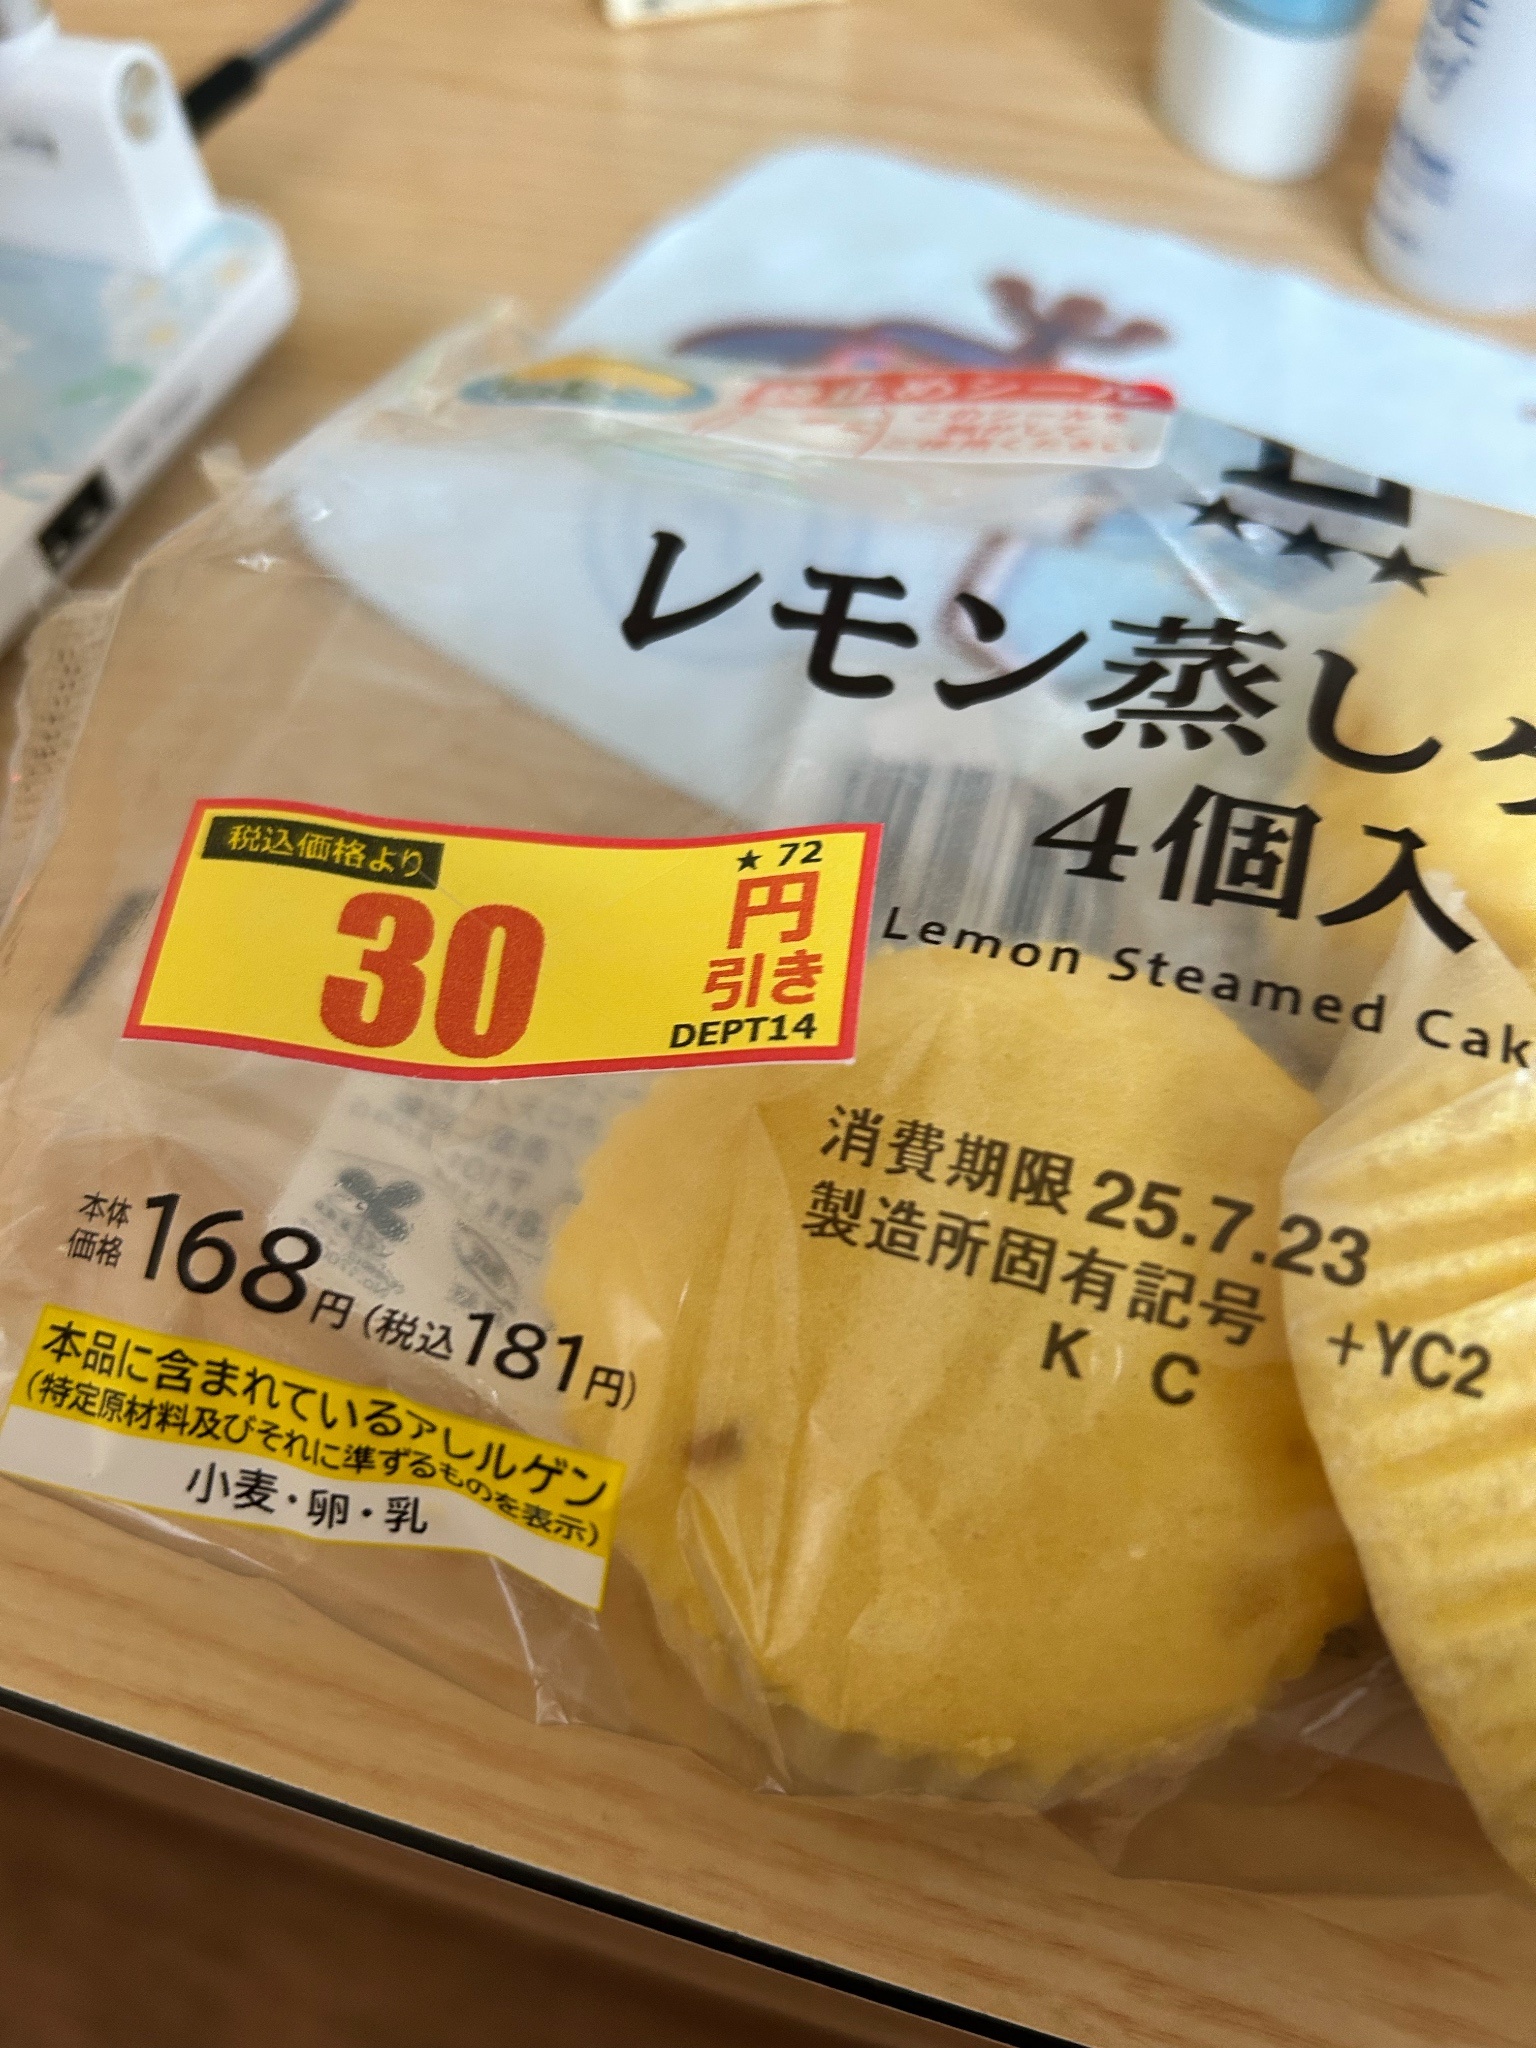 レモン蒸しケ
4個入
Lemon Steamed Cak
税込価格より
★72
30円
引き
DEPT14
消費期限 25.7.23
製造所固有記号
+YC2
K C
本体
価格
168円(税込181円)
本品に含まれているアレルゲン
(特定原材料及びそれに準ずるものを表示)
小麦・卵・乳